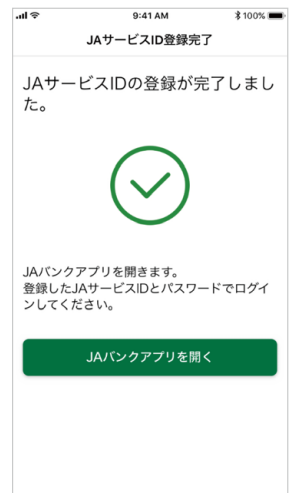 9:41 AM
100%
JAサービスID登録完了
JAサービスIDの登録が完了しまし
た。
JAバンクアプリを開きます。
登録したJAサービスIDとパスワードでログイ
ンしてください。
JAバンクアプリを開く